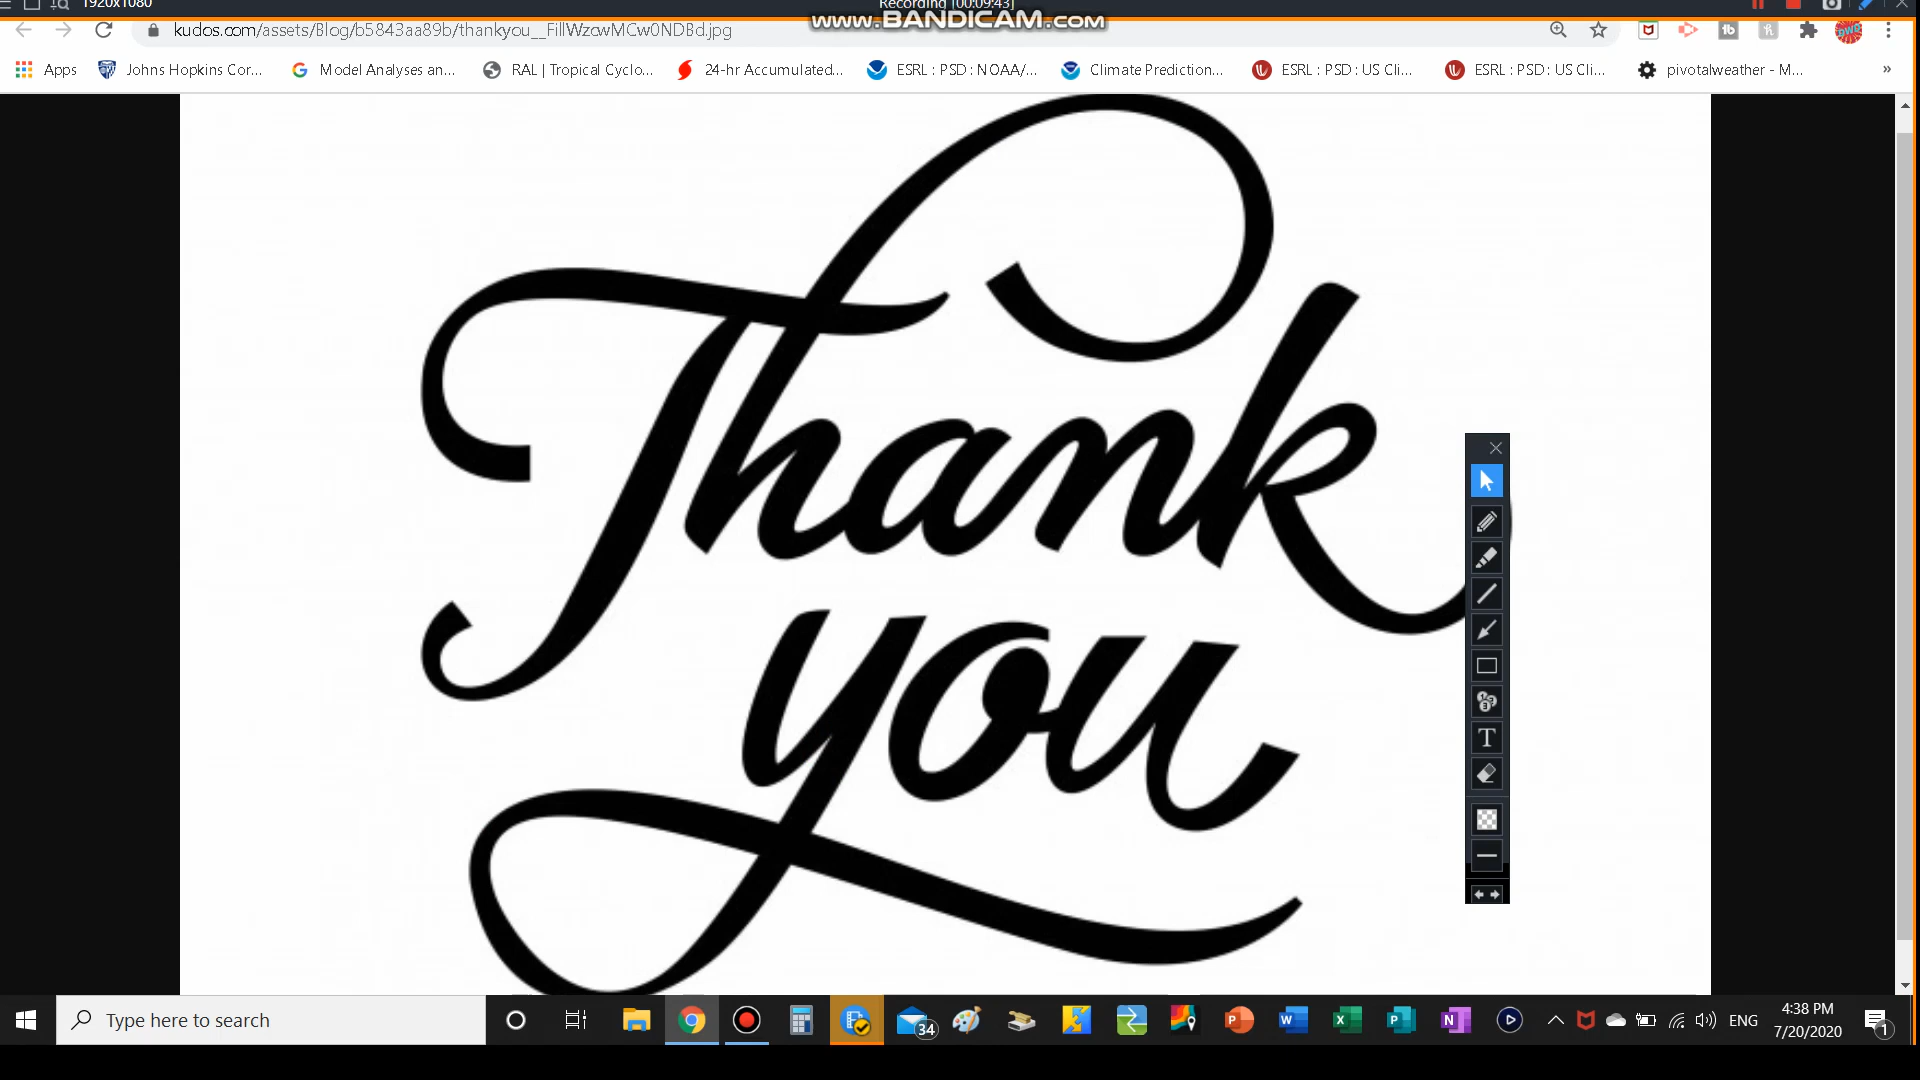 1920x1080
Recording [00:09:43]
www.BANDICAM.com
kudos.com/assets/Blog/b5843aa89b/thankyou__FillWzcwMCw0NDBd.jpg
Apps
Johns Hopkins Cor...
Model Analyses an...
RAL | Tropical Cyclo...
24-hr Accumulated...
ESRL : PSD : NOAA/...
Climate Prediction...
ESRL : PSD : US Cli...
ESRL : PSD : US Cli...
pivotalweather - M...
»
Thank
you
T
Type here to search
34
ENG
4:38 PM
7/20/2020
1